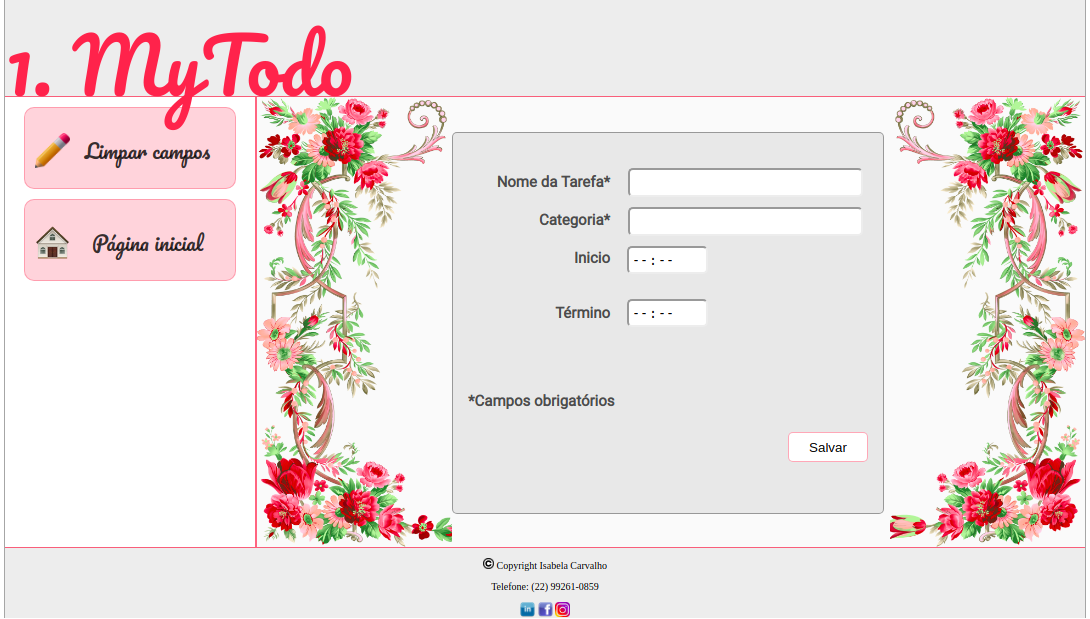 1. MyTodo
Limpar campos
Página inicial
Nome da Tarefa*
Categoria*
Inicio
--:--
Término
--:--
*Campos obrigatórios
Salvar
© Copyright Isabela Carvalho
Telefone: (22) 99261-0859